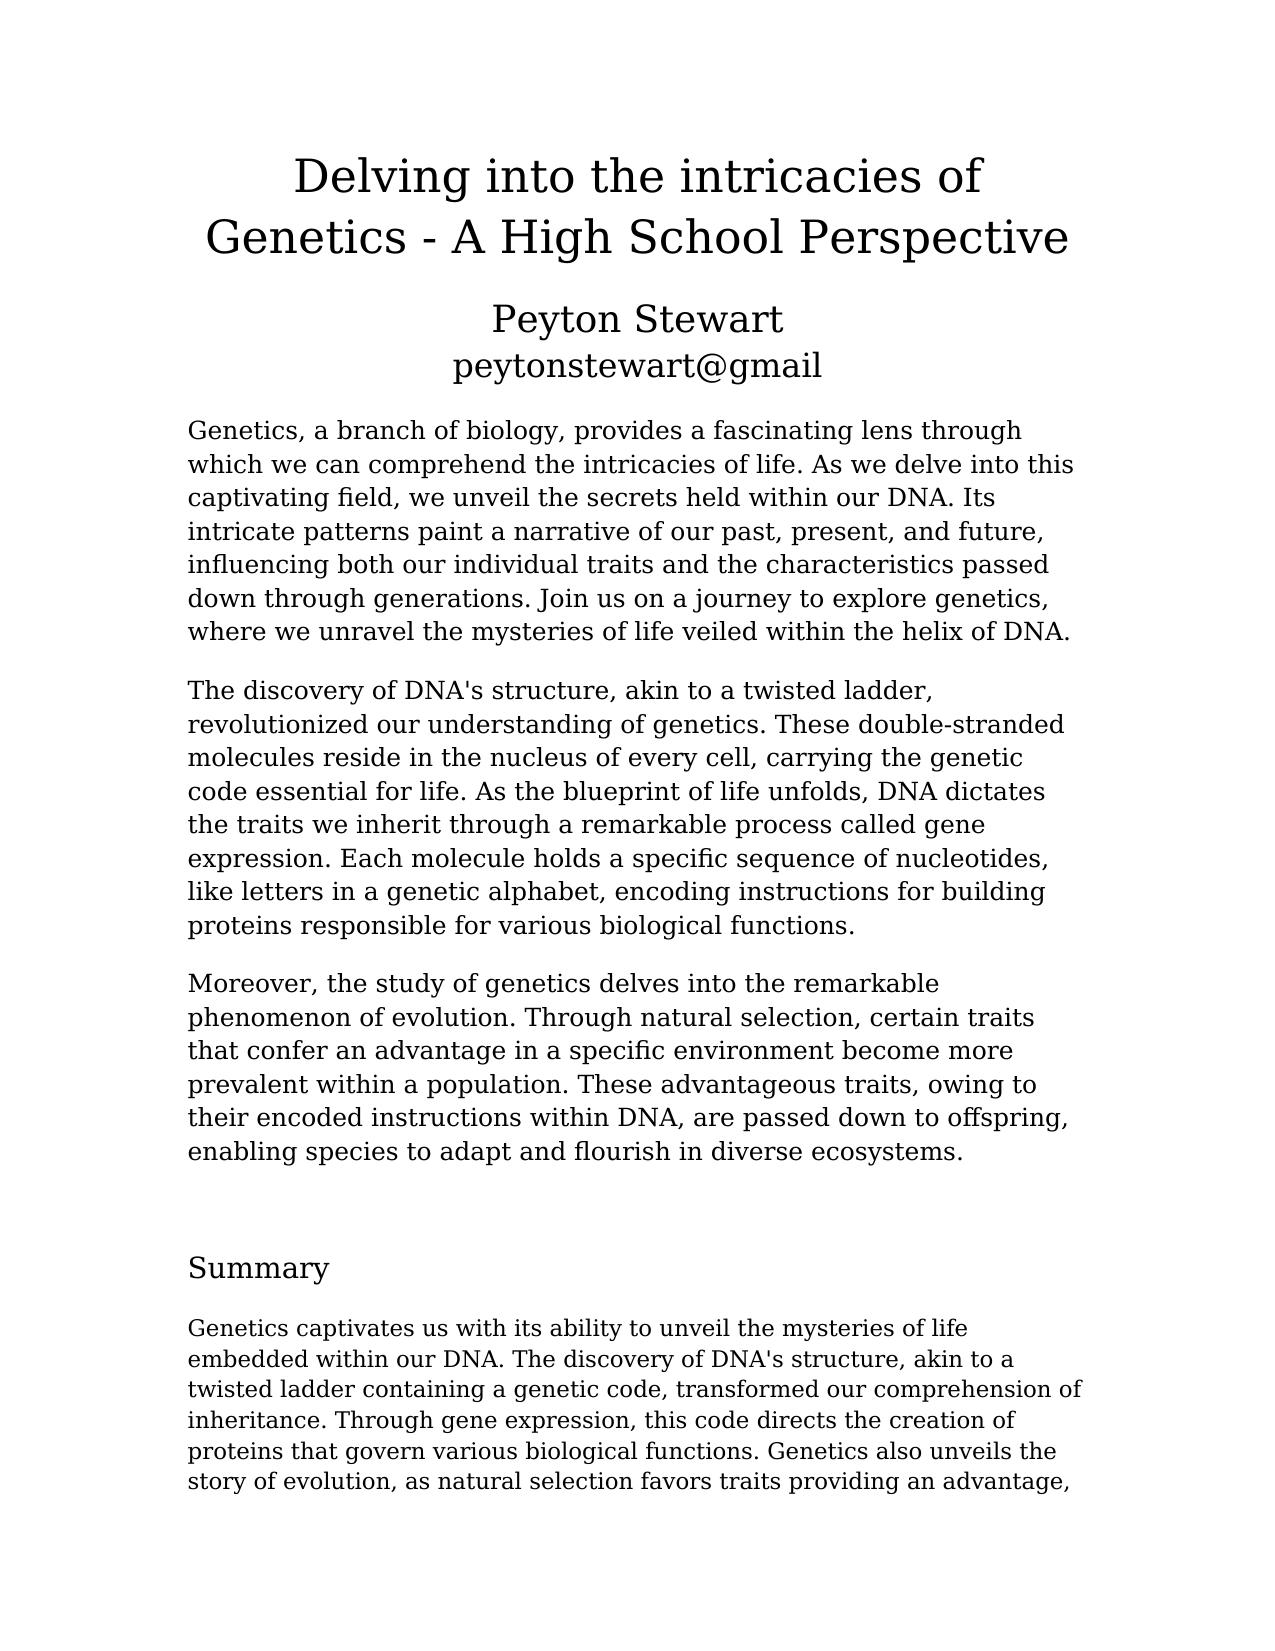 Delving into the intricacies of
Genetics - A High School Perspective
Peyton Stewart
peytonstewart@gmail
Genetics, a branch of biology, provides a fascinating lens through
which we can comprehend the intricacies of life. As we delve into this
captivating field, we unveil the secrets held within our DNA. Its
intricate patterns paint a narrative of our past, present, and future,
influencing both our individual traits and the characteristics passed
down through generations. Join us on a journey to explore genetics,
where we unravel the mysteries of life veiled within the helix of DNA.
The discovery of DNA's structure, akin to a twisted ladder,
revolutionized our understanding of genetics. These double-stranded
molecules reside in the nucleus of every cell, carrying the genetic
code essential for life. As the blueprint of life unfolds, DNA dictates
the traits we inherit through a remarkable process called gene
expression. Each molecule holds a specific sequence of nucleotides,
like letters in a genetic alphabet, encoding instructions for building
proteins responsible for various biological functions.
Moreover, the study of genetics delves into the remarkable
phenomenon of evolution. Through natural selection, certain traits
that confer an advantage in a specific environment become more
prevalent within a population. These advantageous traits, owing to
their encoded instructions within DNA, are passed down to offspring,
enabling species to adapt and flourish in diverse ecosystems.
Summary
Genetics captivates us with its ability to unveil the mysteries of life
embedded within our DNA. The discovery of DNA's structure, akin to a
twisted ladder containing a genetic code, transformed our comprehension of
inheritance. Through gene expression, this code directs the creation of
proteins that govern various biological functions. Genetics also unveils the
story of evolution, as natural selection favors traits providing an advantage,